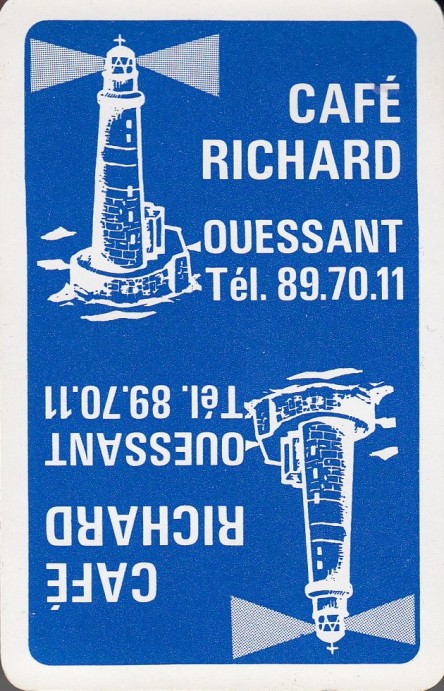 CAFÉ
RICHARD
OUESSANT
Tél. 89.70.11
Tél. 89.70.11
OUESSANT
RICHARD
CAFÉ